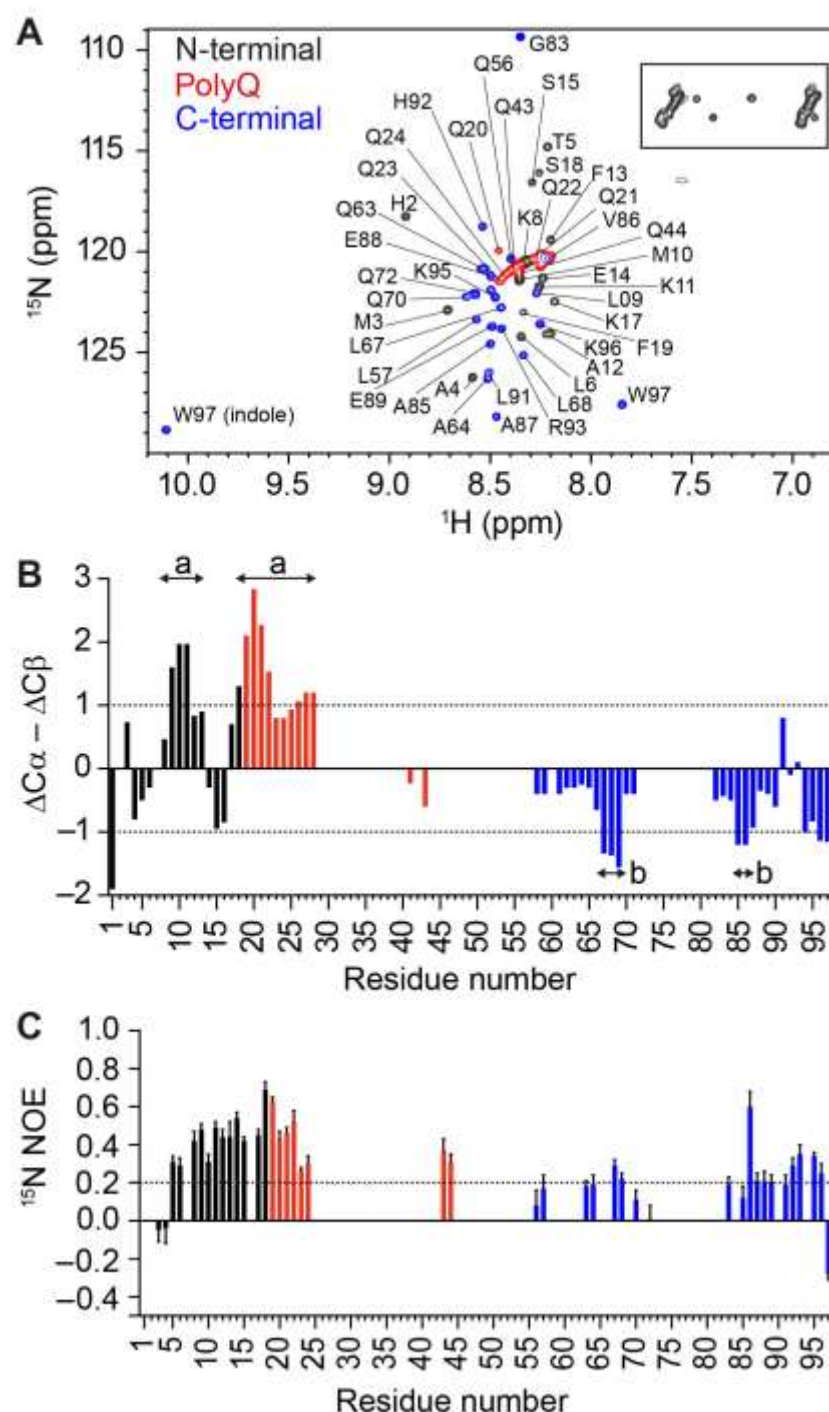 A
N-terminal
PolyQ
C-terminal
G83
Q56
S15
H92
Q43
Q20
T5
Q24
S18
F13
Q23
Q22
Q21
Q63
H2
K8
V86
E88
Q44
K95
M10
Q72
E14
K11
Q70
L09
M3
K17
L67
K96
F19
L57
A12
E89
L6
A4
L91
L68
W97
A85
A64
A87
R93
W97 (indole)
110
115
120
125
15N (ppm)
10.0 9.5 9.0 8.5 8.0 7.5 7.0
1H (ppm)
B
a a
3
2
1
0
−1
−2
ΔCα − ΔCβ
b b
1 5 10 15 20 25 30 35 40 45 50 55 60 65 70 75 80 85 90 95
Residue number
C
1.0
0.8
0.6
0.4
0.2
0.0
−0.2
−0.4
15N NOE
1 5 10 15 20 25 30 35 40 45 50 55 60 65 70 75 80 85 90 95
Residue number